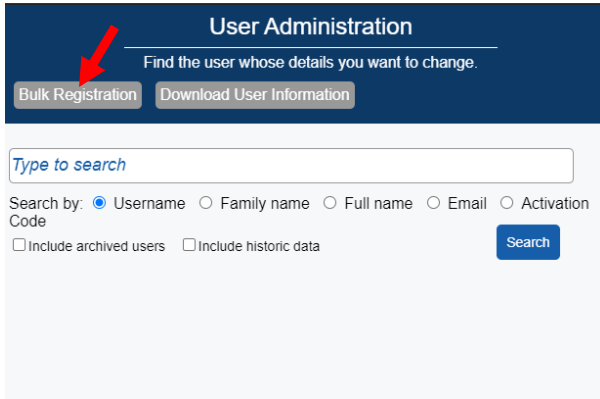 User Administration
Find the user whose details you want to change.
Bulk Registration Download User Information
Type to search
Search by: Username Family name Full name Email Activation
Code
Include archived users Include historic data Search